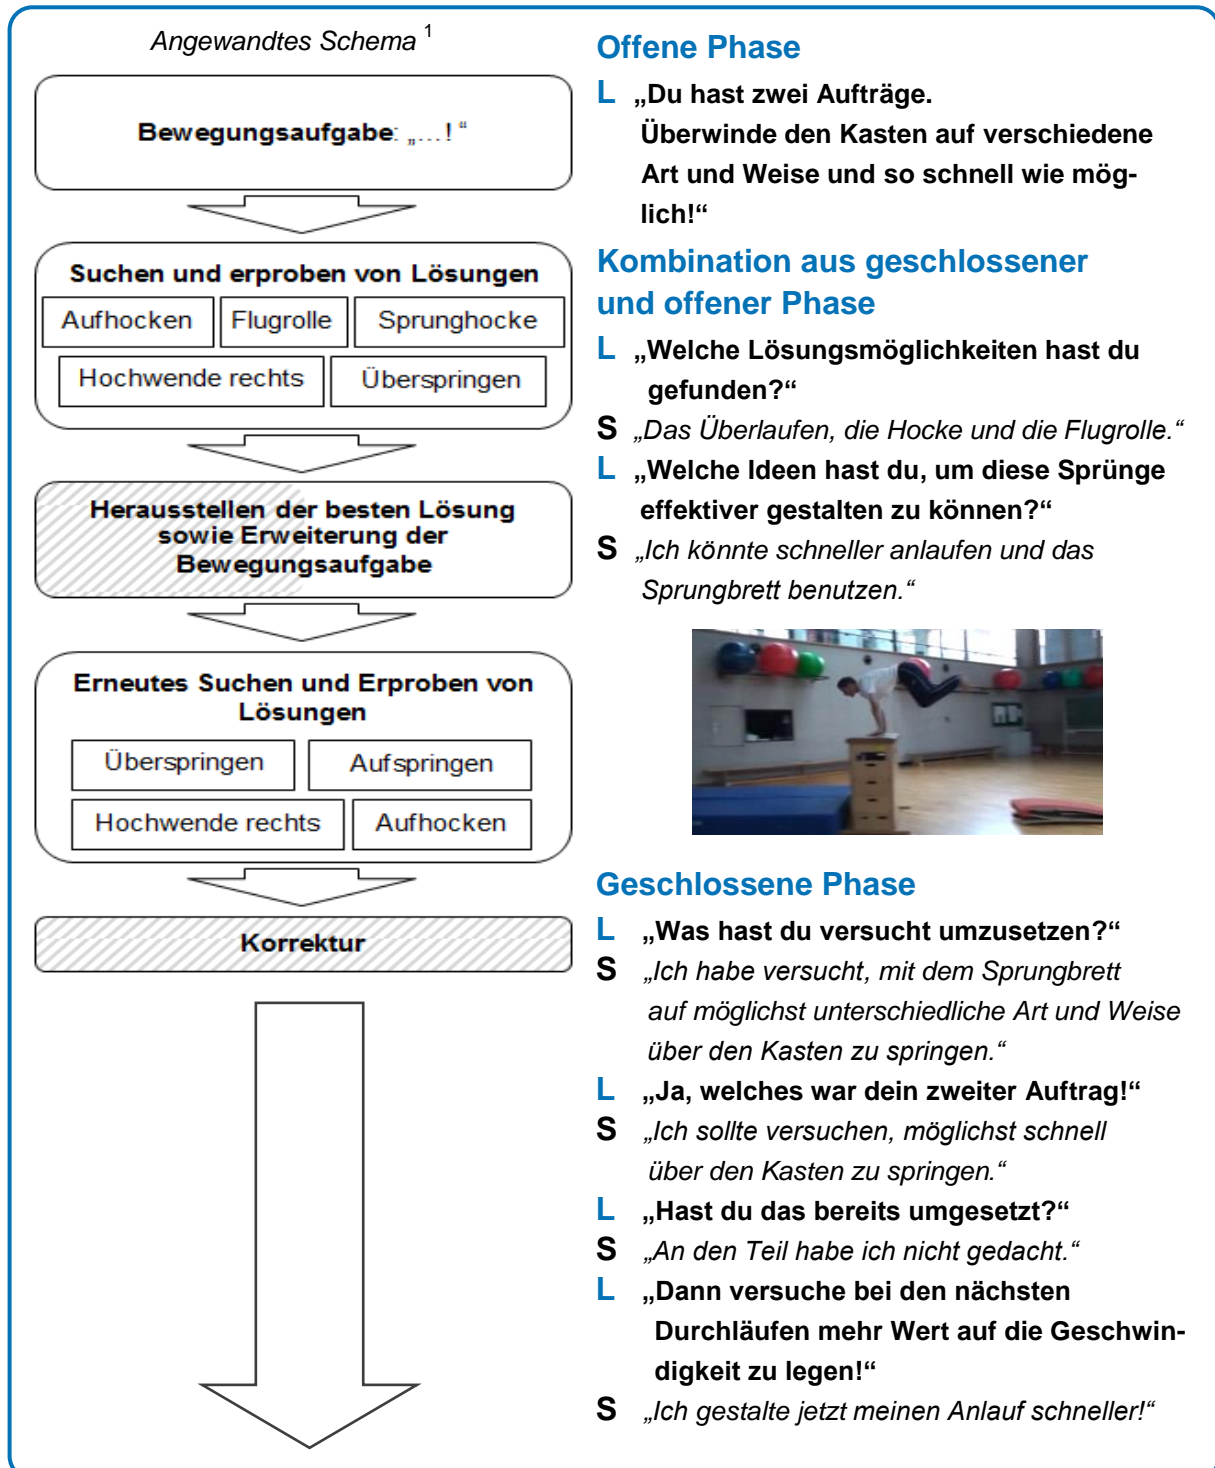 Angewandtes Schema ¹
Bewegungsaufgabe: „…! “
Suchen und erproben von Lösungen
Aufhocken
Flugrolle
Sprunghocke
Hochwende rechts
Überspringen
Herausstellen der besten Lösung
sowie Erweiterung der
Bewegungsaufgabe
Erneutes Suchen und Erproben von
Lösungen
Überspringen
Aufspringen
Hochwende rechts
Aufhocken
Korrektur
Offene Phase
L „Du hast zwei Aufträge.
Überwinde den Kasten auf verschiedene
Art und Weise und so schnell wie mög-
lich!“
Kombination aus geschlossener
und offener Phase
L „Welche Lösungsmöglichkeiten hast du
gefunden?“
S „Das Überlaufen, die Hocke und die Flugrolle.“
L „Welche Ideen hast du, um diese Sprünge
effektiver gestalten zu können?“
S „Ich könnte schneller anlaufen und das
Sprungbrett benutzen.“
Geschlossene Phase
L „Was hast du versucht umzusetzen?“
S „Ich habe versucht, mit dem Sprungbrett
auf möglichst unterschiedliche Art und Weise
über den Kasten zu springen.“
L „Ja, welches war dein zweiter Auftrag!“
S „Ich sollte versuchen, möglichst schnell
über den Kasten zu springen.“
L „Hast du das bereits umgesetzt?“
S „An den Teil habe ich nicht gedacht.“
L „Dann versuche bei den nächsten
Durchläufen mehr Wert auf die Geschwin-
digkeit zu legen!“
S „Ich gestalte jetzt meinen Anlauf schneller!“